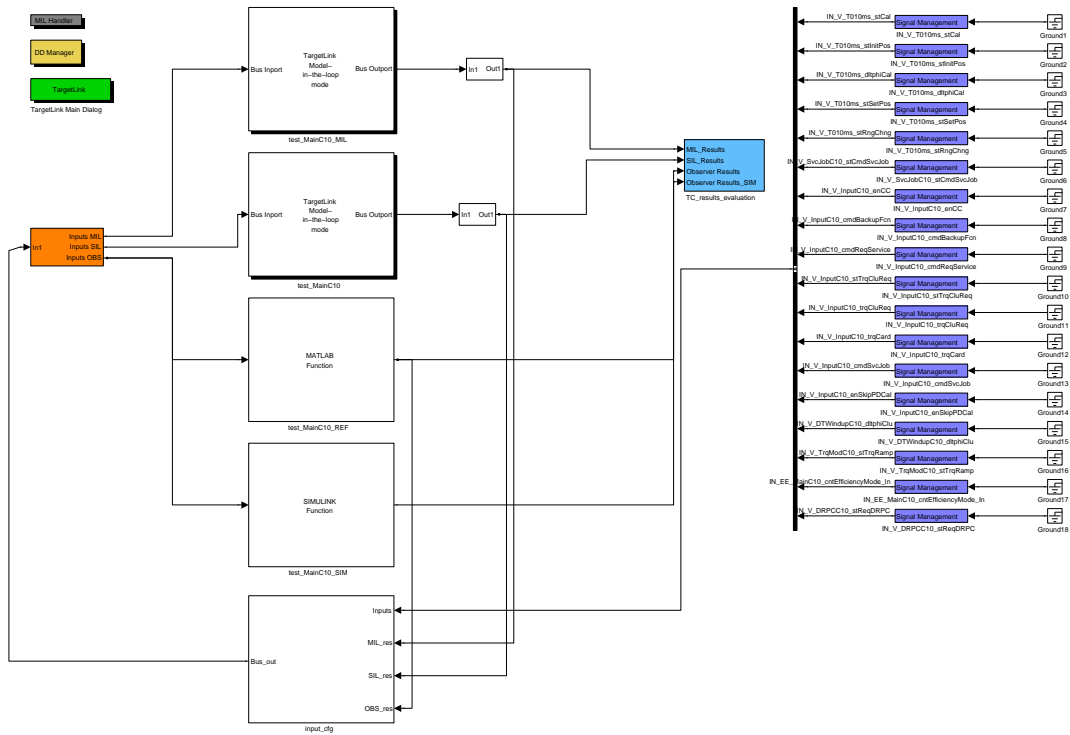 MIL Handler
DD Manager
TargetLink
TargetLink Main Dialog
Bus Inport
TargetLink
Model-
in-the-loop
mode
Bus Outport
test_MainC10_MIL
In1
Out1
Bus Inport
TargetLink
Model-
in-the-loop
mode
Bus Outport
test_MainC10
In1
Out1
In1
Inputs MIL
Inputs SIL
Inputs OBS
MATLAB
Function
test_MainC10_REF
SIMULINK
Function
test_MainC10_SIM
Bus_out
Inputs
MIL_res
SIL_res
OBS_res
input_cfg
MIL_Results
SIL_Results
Observer Results
Observer Results_SIM
TC_results_evaluation
IN_V_T010ms_stCal
Signal Management
IN_V_T010ms_stCal
Ground1
IN_V_T010ms_stInitPos
Signal Management
IN_V_T010ms_stInitPos
Ground2
IN_V_T010ms_dltphiCal
Signal Management
IN_V_T010ms_dltphiCal
Ground3
IN_V_T010ms_stSetPos
Signal Management
IN_V_T010ms_stSetPos
Ground4
IN_V_T010ms_stRngChng
Signal Management
IN_V_T010ms_stRngChng
Ground5
IN_V_SvcJobC10_stCmdSvcJob
Signal Management
IN_V_SvcJobC10_stCmdSvcJob
Ground6
IN_V_InputC10_enCC
Signal Management
IN_V_InputC10_enCC
Ground7
IN_V_InputC10_cmdBackupFcn
Signal Management
IN_V_InputC10_cmdBackupFcn
Ground8
IN_V_InputC10_cmdReqService
Signal Management
IN_V_InputC10_cmdReqService
Ground9
IN_V_InputC10_stTrqCluReq
Signal Management
IN_V_InputC10_stTrqCluReq
Ground10
IN_V_InputC10_trqCluReq
Signal Management
IN_V_InputC10_trqCluReq
Ground11
IN_V_InputC10_trqCard
Signal Management
IN_V_InputC10_trqCard
Ground12
IN_V_InputC10_cmdSvcJob
Signal Management
IN_V_InputC10_cmdSvcJob
Ground13
IN_V_InputC10_enSkipPDCal
Signal Management
IN_V_InputC10_enSkipPDCal
Ground14
IN_V_DTWindupC10_dltphiClu
Signal Management
IN_V_DTWindupC10_dltphiClu
Ground15
IN_V_TrqModC10_stTrqRamp
Signal Management
IN_V_TrqModC10_stTrqRamp
Ground16
IN_EE_MainC10_cntEfficiencyMode_In
Signal Management
IN_EE_MainC10_cntEfficiencyMode_In
Ground17
IN_V_DRPCC10_stReqDRPC
Signal Management
IN_V_DRPCC10_stReqDRPC
Ground18